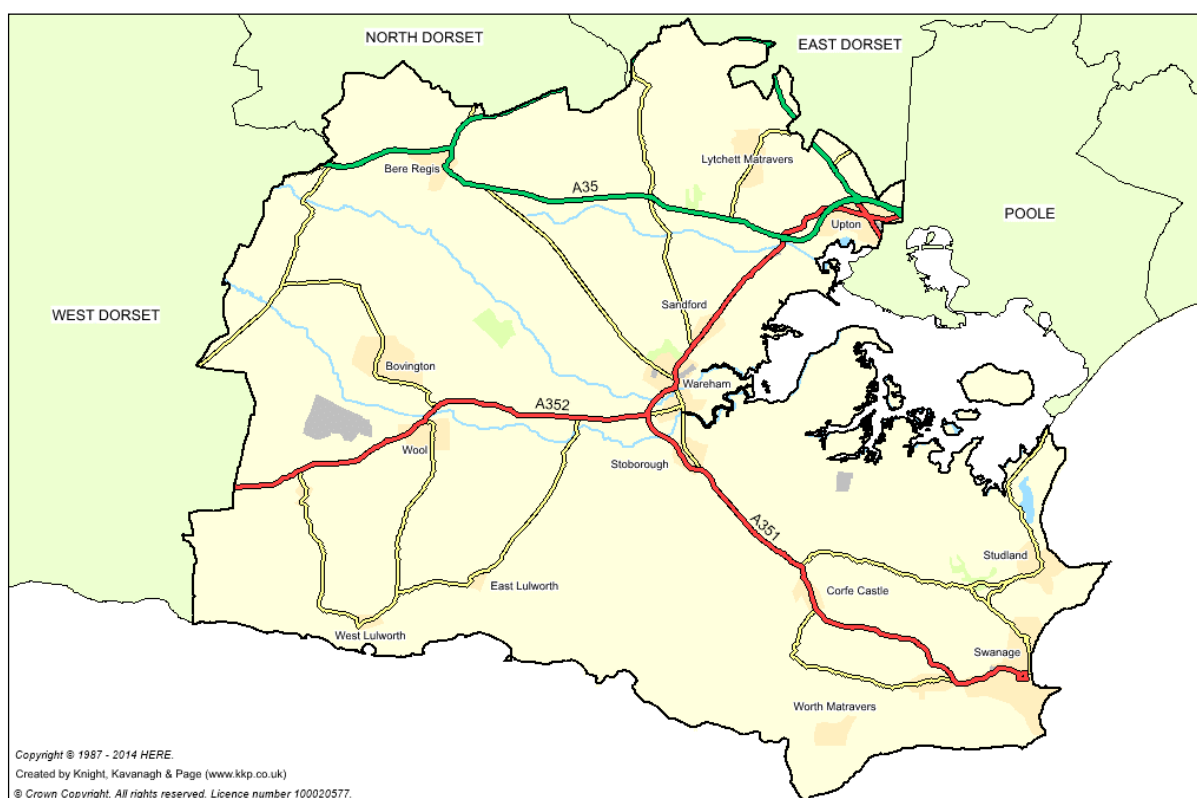 NORTH DORSET
EAST DORSET
Lytchett Matravers
Bere Regis
A35
POOLE
Upton
Sandford
WEST DORSET
Bovington
Wareham
A352
Wool
Stoborough
A351
Studland
East Lulworth
Corfe Castle
West Lulworth
Swanage
Worth Matravers
Copyright © 1987 - 2014 HERE.
Created by Knight, Kavanagh & Page (www.kkp.co.uk)
© Crown Copyright. All rights reserved. Licence number 100020577.